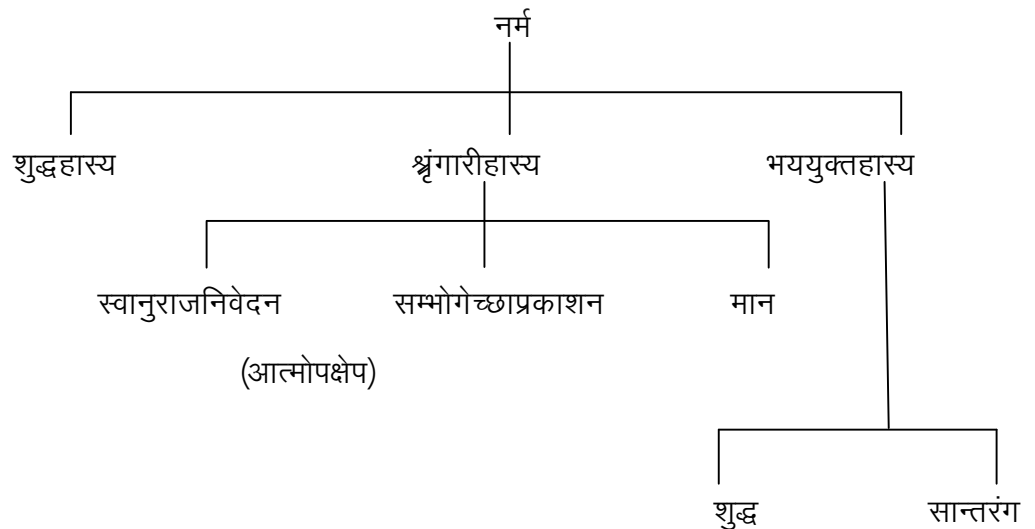 नर्म
शुद्धहास्य श्रृंगारीहास्य भययुक्तहास्य
स्वानुराजनिवेदन सम्भोगेच्छाप्रकाशन मान
(आत्मोपक्षेप)
शुद्ध सान्तरंग